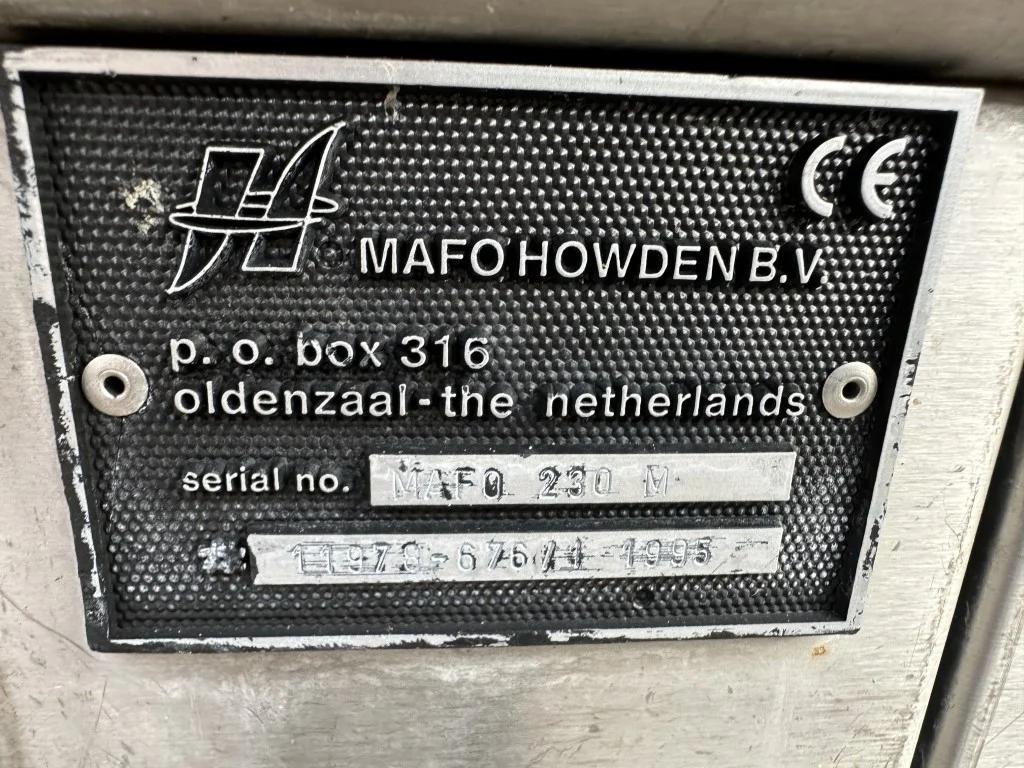 CE
MAFO HOWDEN B.V.
p. o. box 316
oldenzaal - the netherlands
serial no. MAFO 230 M
1995